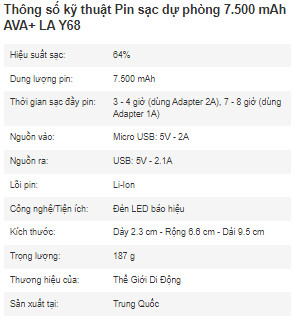 Thông số kỹ thuật Pin sạc dự phòng 7.500 mAh
AVA+ LA Y68
Hiệu suất sạc: 64%
Dung lượng pin: 7.500 mAh
Thời gian sạc đầy pin: 3 - 4 giờ (dùng Adapter 2A), 7 - 8 giờ (dùng
Adapter 1A)
Nguồn vào: Micro USB: 5V - 2A
Nguồn ra: USB: 5V - 2.1A
Lõi pin: Li-Ion
Công nghệ/Tiện ích: Đèn LED báo hiệu
Kích thước: Dày 2.3 cm - Rộng 6.6 cm - Dài 9.5 cm
Trọng lượng: 187 g
Thương hiệu của: Thế Giới Di Động
Sản xuất tại: Trung Quốc